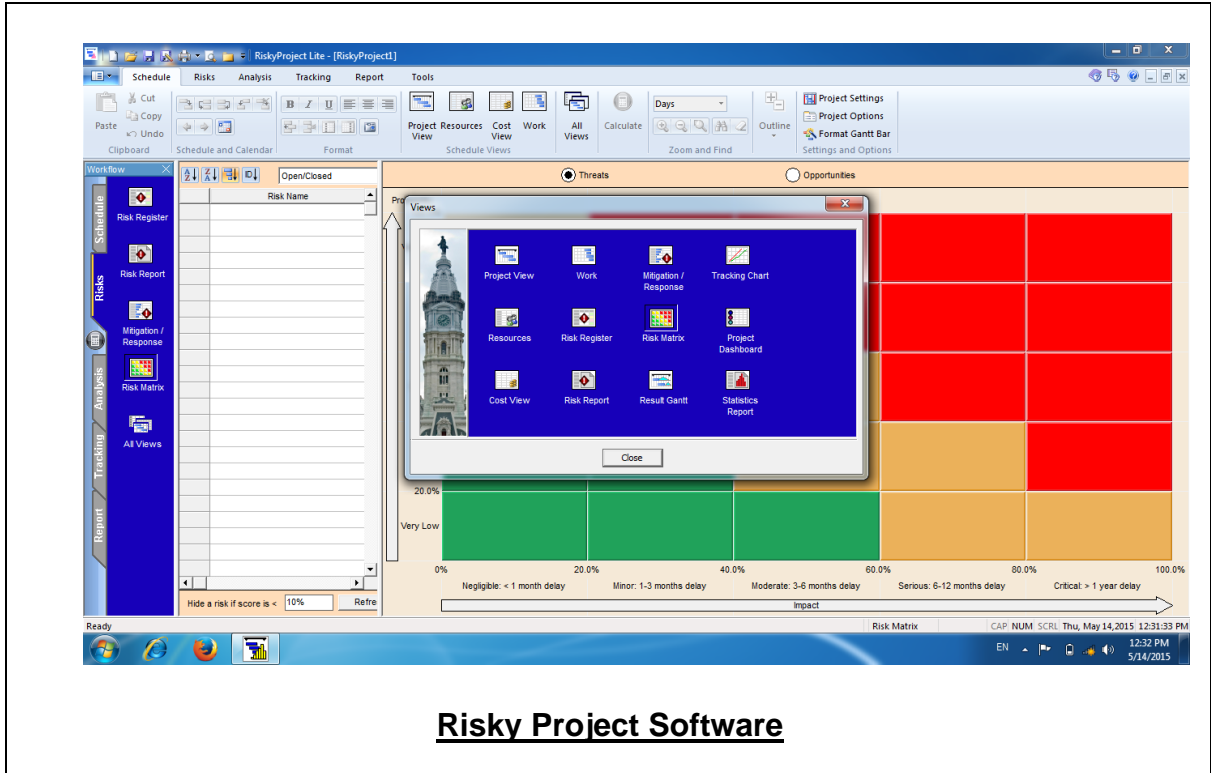 RiskyProject Lite - [RiskyProject1]
Schedule Risks Analysis Tracking Report Tools
Cut
Copy
Paste
Undo
Clipboard
Schedule and Calendar
B I U
Format
Project View
Resources
Cost View
Work
All Views
Schedule Views
Calculate
Days
Zoom and Find
Outline
Project Settings
Project Options
Format Gantt Bar
Settings and Options
Workflow
Schedule
Risks
Analysis
Tracking
Report
Risk Register
Risk Report
Mitigation /
Response
Risk Matrix
All Views
Open/Closed
Risk Name
Hide a risk if score is < 10% Refre
Threats Opportunities
Views
Project View Work Mitigation / Response Tracking Chart
Resources Risk Register Risk Matrix Project Dashboard
Cost View Risk Report Result Gantt Statistics Report
Close
20.0%
Very Low
0% 20.0% 40.0% 60.0% 80.0% 100.0%
Negligible: < 1 month delay Minor: 1-3 months delay Moderate: 3-6 months delay Serious: 6-12 months delay Critical: > 1 year delay
Impact
Ready Risk Matrix CAP NUM SCRL Thu, May 14,2015 12:31:33 PM
EN 12:32 PM
5/14/2015
Risky Project Software